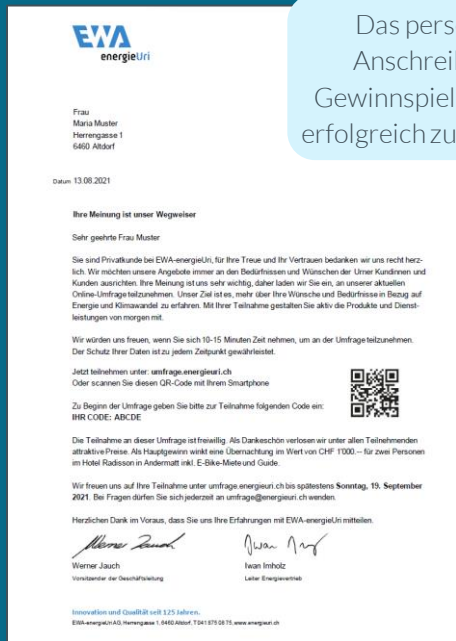 EWA
energieUri
Das pers
Anschrei
Gewinnspiel
erfolgreich zu
Frau
Maria Muster
Herrengasse 1
6460 Altdorf
Datum 13.08.2021
Ihre Meinung ist unser Wegweiser
Sehr geehrte Frau Muster
Sie sind Privatkunde bei EWA-energieUri, für Ihre Treue und Ihr Vertrauen bedanken wir uns recht herz-
lich. Wir möchten unsere Angebote immer an den Bedürfnissen und Wünschen der Urner Kundinnen und
Kunden ausrichten. Ihre Meinung ist uns sehr wichtig, daher laden wir Sie ein, an unserer aktuellen
Online-Umfrage teilzunehmen. Unser Ziel ist es, mehr über Ihre Wünsche und Bedürfnisse in Bezug auf
Energie und Klimawandel zu erfahren. Mit Ihrer Teilnahme gestalten Sie aktiv die Produkte und Dienst-
leistungen von morgen mit.
Wir würden uns freuen, wenn Sie sich 10-15 Minuten Zeit nehmen, um an der Umfrage teilzunehmen.
Der Schutz Ihrer Daten ist zu jedem Zeitpunkt gewährleistet.
Jetzt teilnehmen unter: umfrage.energieuri.ch
Oder scannen Sie diesen QR-Code mit Ihrem Smartphone
Zu Beginn der Umfrage geben Sie bitte zur Teilnahme folgenden Code ein:
IHR CODE: ABCDE
Die Teilnahme an dieser Umfrage ist freiwillig. Als Dankeschön verlosen wir unter allen Teilnehmenden
attraktive Preise. Als Hauptgewinn winkt eine Übernachtung im Wert von CHF 1'000.-- für zwei Personen
im Hotel Radisson in Andermatt inkl. E-Bike-Miete und Guide.
Wir freuen uns auf Ihre Teilnahme unter umfrage.energieuri.ch bis spätestens Sonntag, 19. September
2021. Bei Fragen dürfen Sie sich jederzeit an umfrage@energieuri.ch wenden.
Herzlichen Dank im Voraus, dass Sie uns Ihre Erfahrungen mit EWA-energieUri mitteilen.
Werner Jauch
Werner Jauch Iwan Imholz
Vorsitzender der Geschäftsleitung Leiter Energievertrieb
Innovation und Qualität seit 125 Jahren.
EWA-energieUri AG, Herrengasse 1, 6460 Altdorf, T 041 875 08 75, www.energieuri.ch